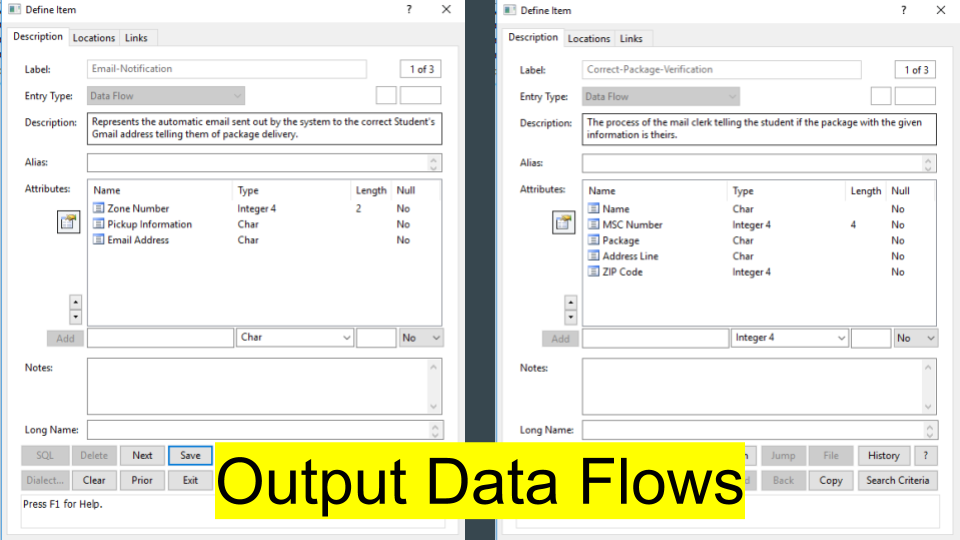 Define Item
? ×
Description Locations Links
Label: Email-Notification 1 of 3
Entry Type: Data Flow
Description: Represents the automatic email sent out by the system to the correct Student's
Gmail address telling them of package delivery.
Alias:
Attributes: Name Type Length Null
Zone Number Integer 4 2 No
Pickup Information Char No
Email Address Char No
Add Char No
Notes:
Long Name:
SQL Delete Next Save
Dialect... Clear Prior Exit
Press F1 for Help.
Define Item
? ×
Description Locations Links
Label: Correct-Package-Verification 1 of 3
Entry Type: Data Flow
Description: The process of the mail clerk telling the student if the package with the given
information is theirs.
Alias:
Attributes: Name Type Length Null
Name Char No
MSC Number Integer 4 4 No
Package Char No
Address Line Char No
ZIP Code Integer 4 No
Add Integer 4 No
Notes:
Long Name:
Jump File History ?
Back Copy Search Criteria
Output Data Flows